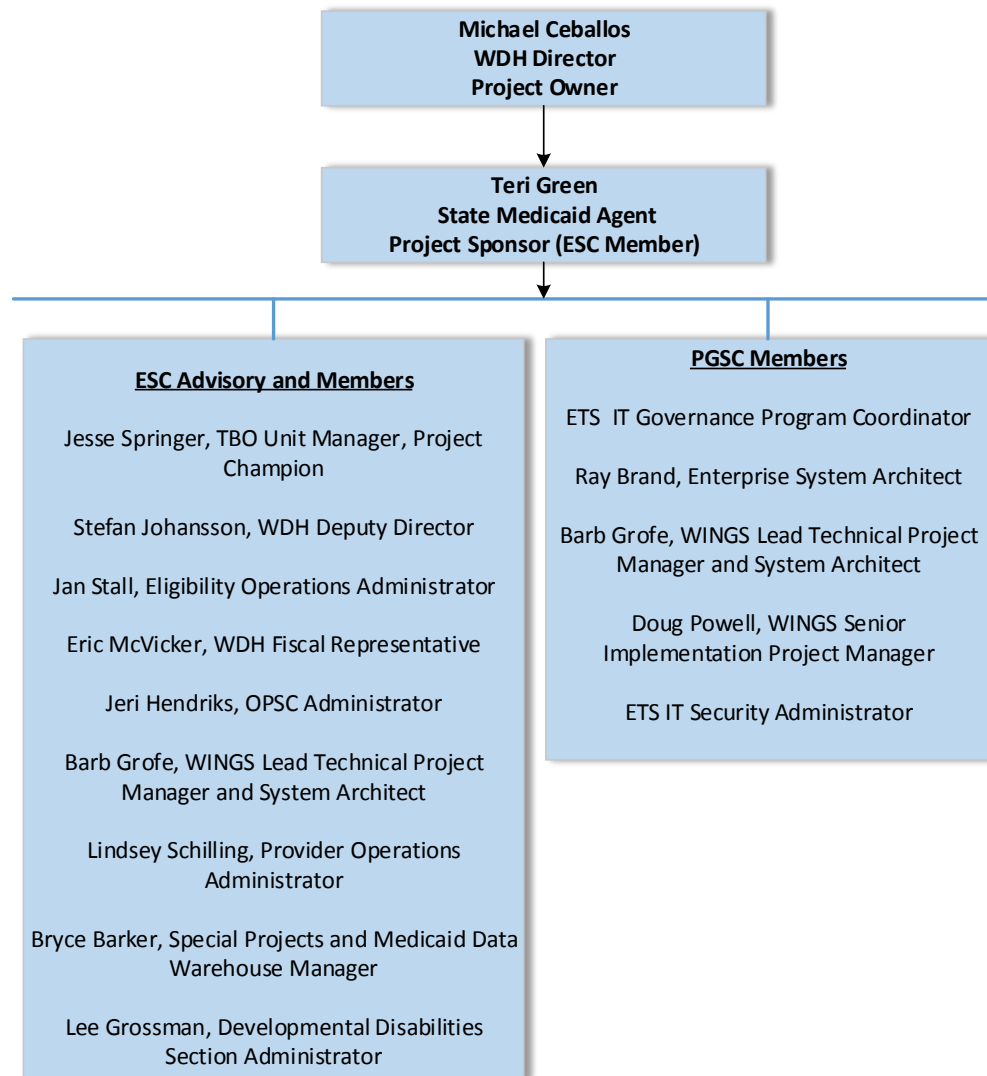 Michael Ceballos
WDH Director
Project Owner
Teri Green
State Medicaid Agent
Project Sponsor (ESC Member)
ESC Advisory and Members
Jesse Springer, TBO Unit Manager, Project
Champion
Stefan Johansson, WDH Deputy Director
Jan Stall, Eligibility Operations Administrator
Eric McVicker, WDH Fiscal Representative
Jeri Hendriks, OPSC Administrator
Barb Grofe, WINGS Lead Technical Project
Manager and System Architect
Lindsey Schilling, Provider Operations
Administrator
Bryce Barker, Special Projects and Medicaid Data
Warehouse Manager
Lee Grossman, Developmental Disabilities
Section Administrator
PGSC Members
ETS IT Governance Program Coordinator
Ray Brand, Enterprise System Architect
Barb Grofe, WINGS Lead Technical Project
Manager and System Architect
Doug Powell, WINGS Senior
Implementation Project Manager
ETS IT Security Administrator